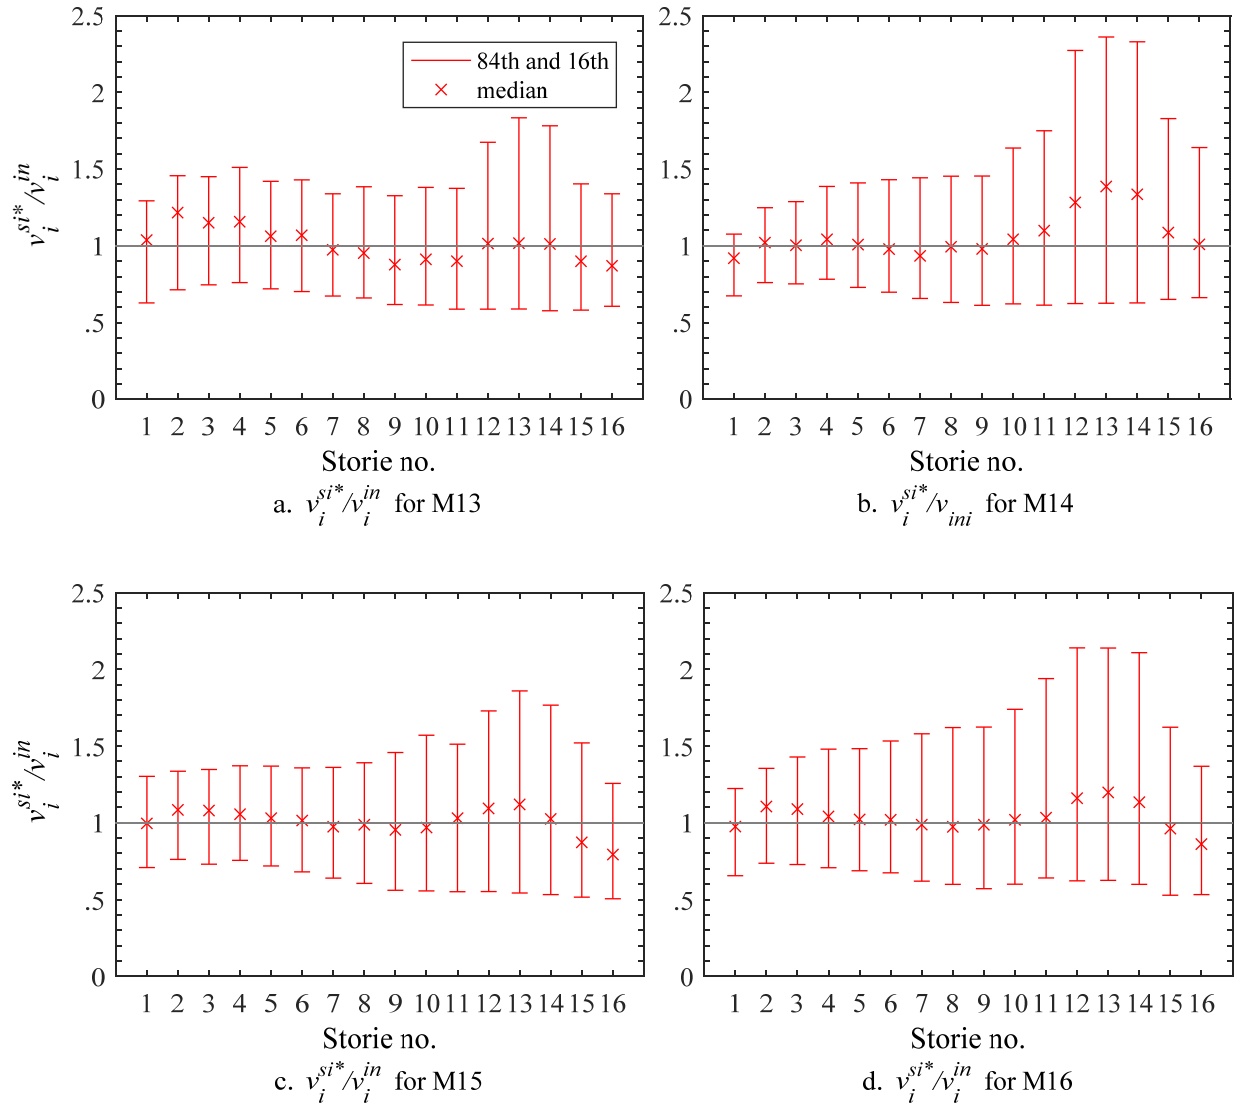 2.5
2
1.5
1
.5
0
v_i^{si*}/v_i^{in}
84th and 16th
median
1 2 3 4 5 6 7 8 9 10 11 12 13 14 15 16
Storie no.
a. v_i^{si*}/v_i^{in} for M13
2.5
2
1.5
1
.5
0
1 2 3 4 5 6 7 8 9 10 11 12 13 14 15 16
Storie no.
b. v_i^{si*}/v_{ini} for M14
2.5
2
1.5
1
.5
0
v_i^{si*}/v_i^{in}
1 2 3 4 5 6 7 8 9 10 11 12 13 14 15 16
Storie no.
c. v_i^{si*}/v_i^{in} for M15
2.5
2
1.5
1
.5
0
1 2 3 4 5 6 7 8 9 10 11 12 13 14 15 16
Storie no.
d. v_i^{si*}/v_i^{in} for M16